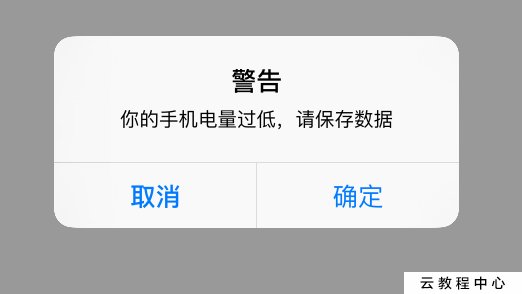 警告
你的手机电量过低，请保存数据
取消
确定
云教程中心